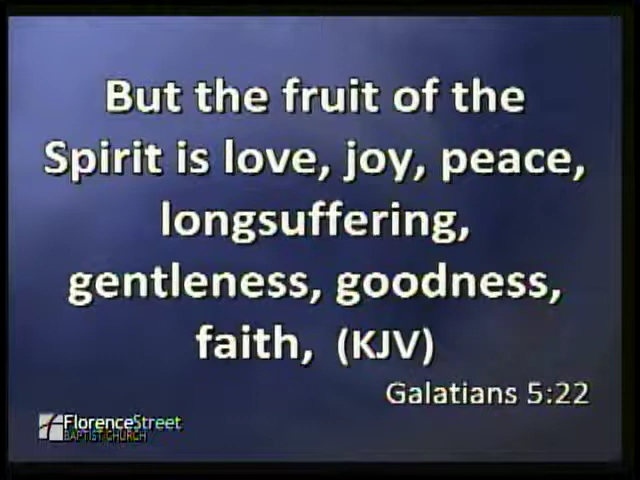 But the fruit of the
Spirit is love, joy, peace,
longsuffering,
gentleness, goodness,
faith, (KJV)
Galatians 5:22
FlorenceStreet
BAPTIST CHURCH